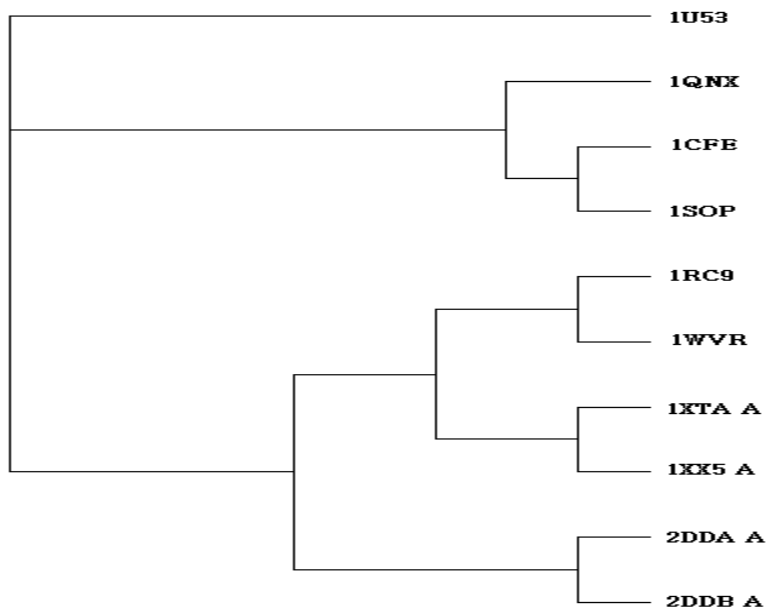 1U53
1QNX
1CFE
1SOP
1RC9
1WVR
1XTA A
1XX5 A
2DDA A
2DDB A